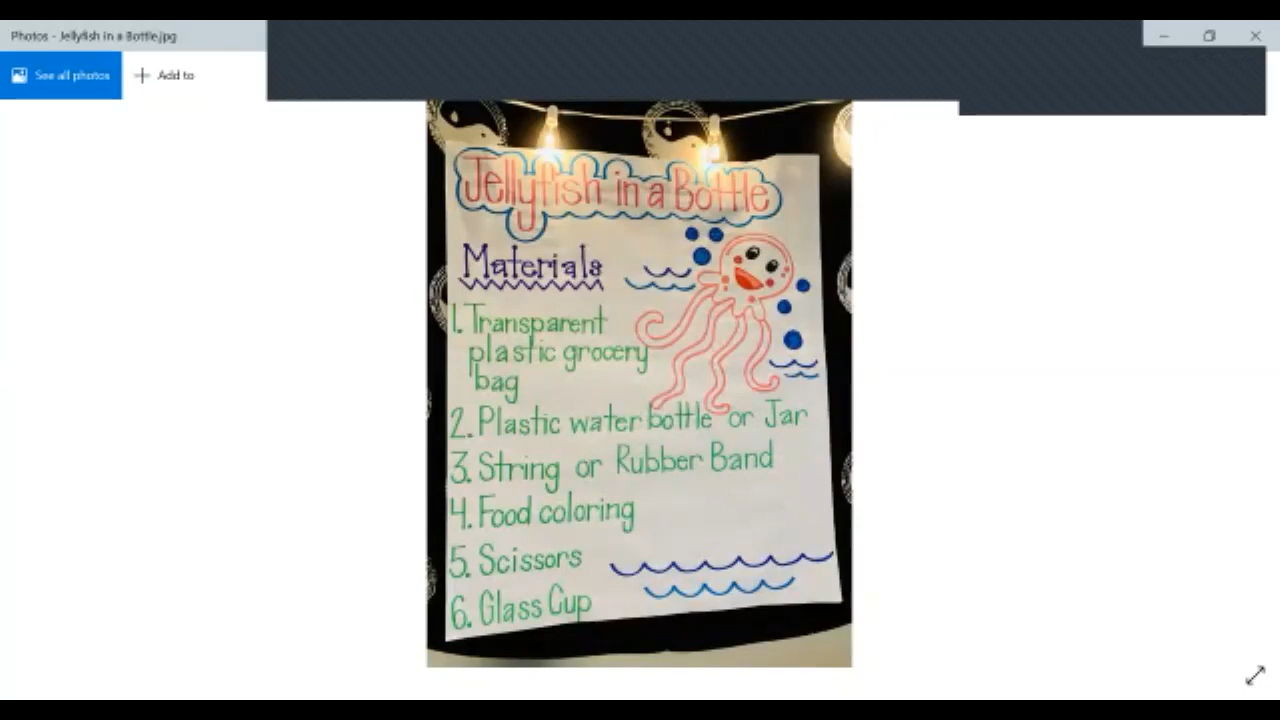 Photos - Jellyfish in a Bottle.jpg
See all photos
Add to
Jellyfish in a Bottle
Materials
1. Transparent
plastic grocery
bag
2. Plastic water bottle or Jar
3. String or Rubber Band
4. Food coloring
5. Scissors
6. Glass Cup